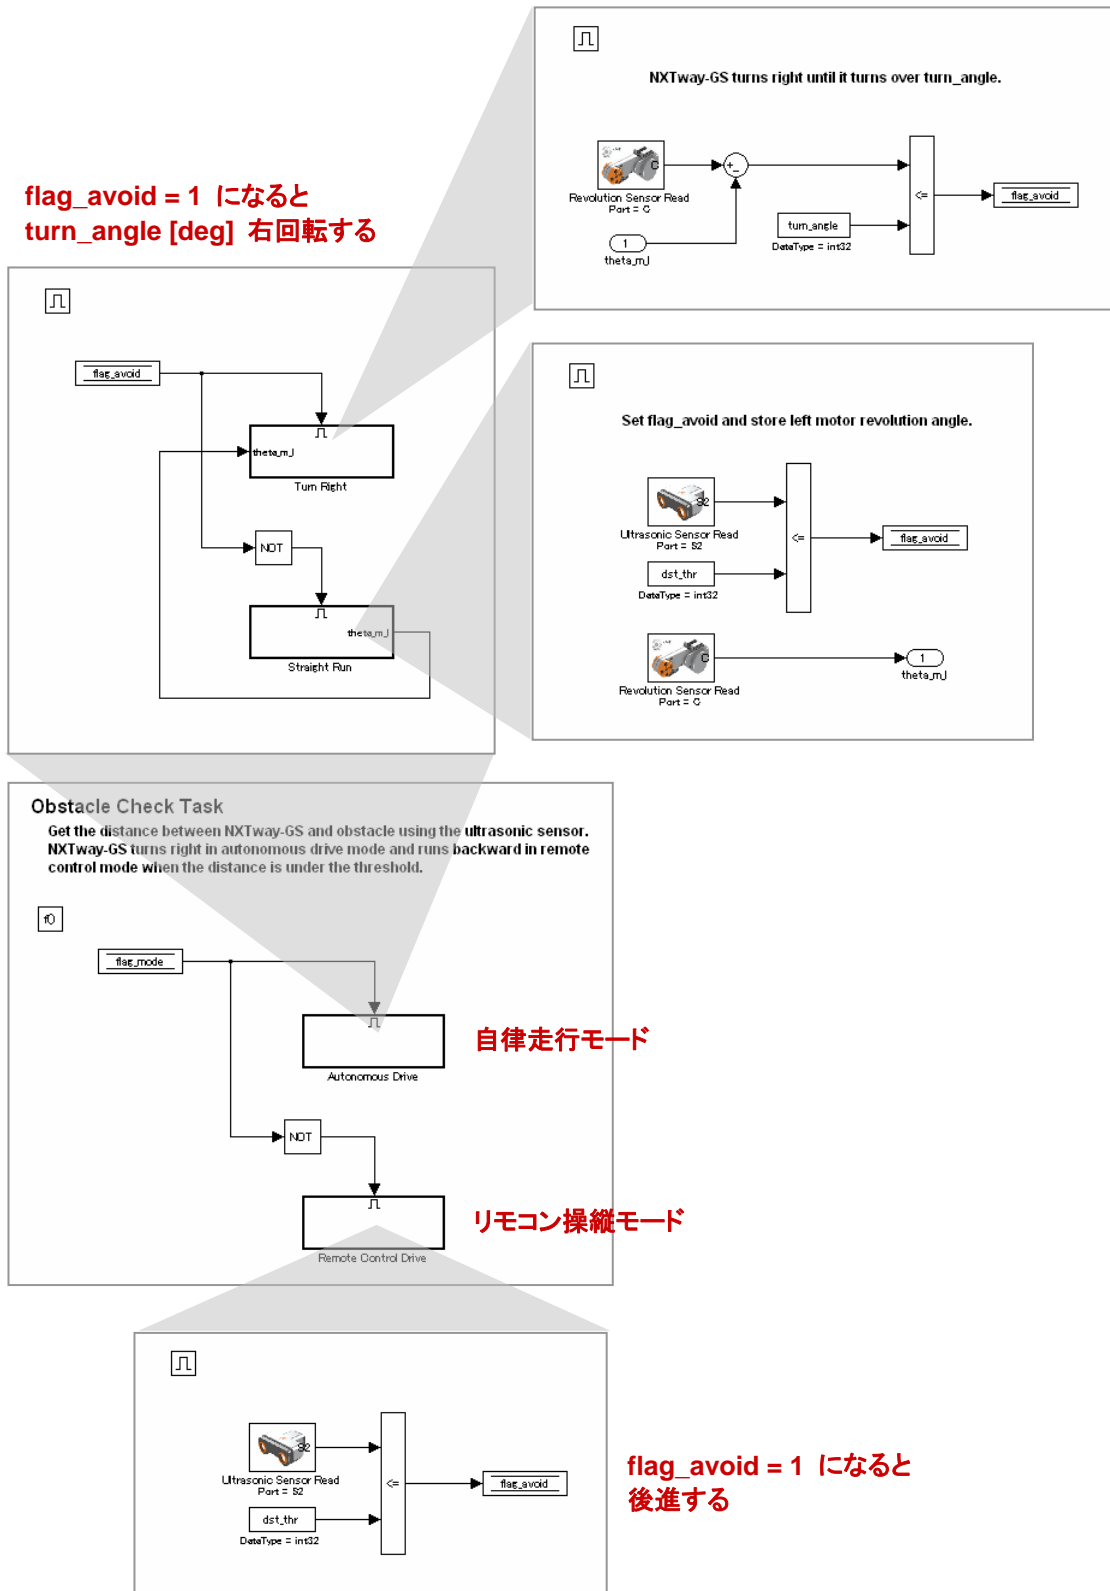 NXTway-GS turns right until it turns over turn_angle.
C
Revolution Sensor Read
Port = C
+
−
1
theta_m_l
turn_angle
DataType = int32
<=
flag_avoid
flag_avoid = 1 になると
turn_angle [deg] 右回転する
flag_avoid
theta_m_l
Turn Right
NOT
theta_m_l
Straight Run
Set flag_avoid and store left motor revolution angle.
S2
Ultrasonic Sensor Read
Port = S2
dst_thr
DataType = int32
<=
flag_avoid
C
Revolution Sensor Read
Port = C
1
theta_m_l
Obstacle Check Task
Get the distance between NXTway-GS and obstacle using the ultrasonic sensor.
NXTway-GS turns right in autonomous drive mode and runs backward in remote
control mode when the distance is under the threshold.
f()
flag_mode
Autonomous Drive
自律走行モード
NOT
Remote Control Drive
リモコン操縦モード
S2
Ultrasonic Sensor Read
Port = S2
dst_thr
DataType = int32
<=
flag_avoid
flag_avoid = 1 になると
後進する